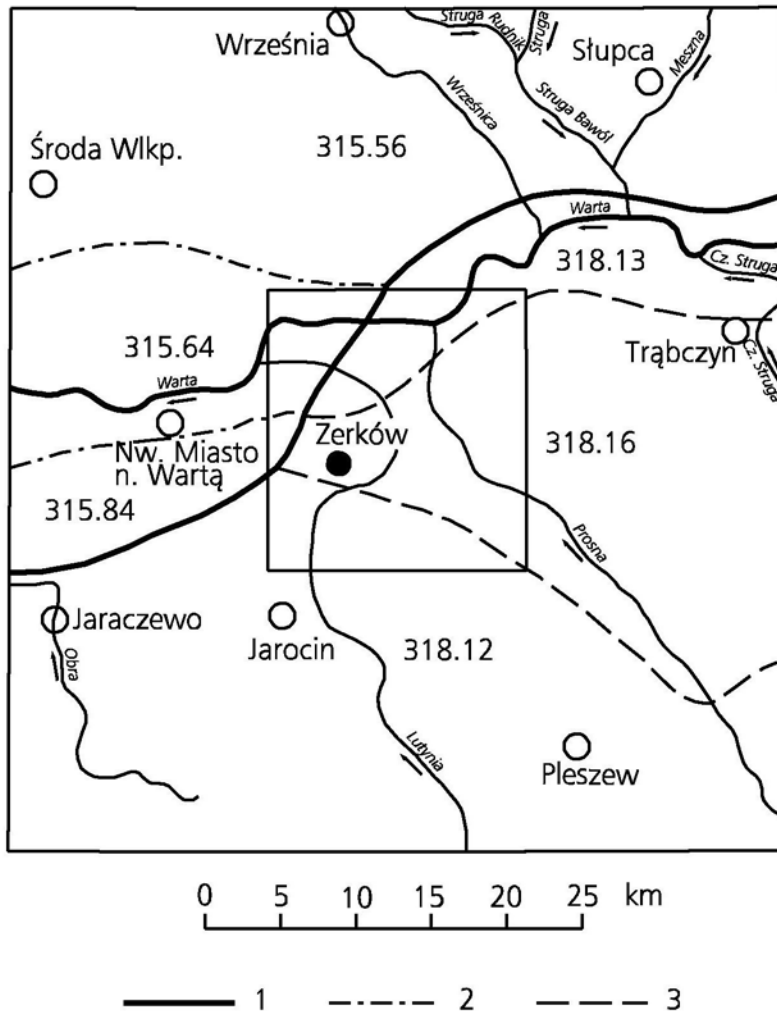 Struga
Rudnik
Struga
Września
Słupca
Meszna
Wrześnica
Struga Bawół
315.56
Środa Wlkp.
Warta
318.13
Cz. Struga
315.64
Trąbczyn
Cz. Struga
Warta
Żerków
318.16
Nw. Miasto
n. Wartą
315.84
Prosna
Jaraczewo
Jarocin
318.12
Obra
Lutynia
Pleszew
0 5 10 15 20 25 km
1 2 3